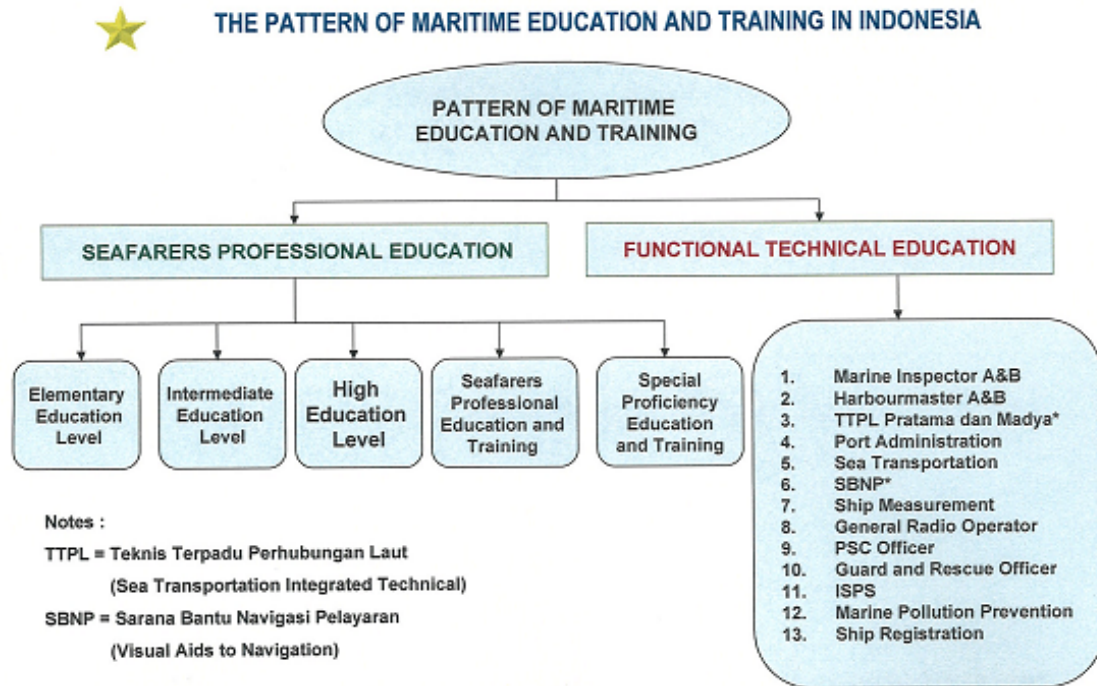 THE PATTERN OF MARITIME EDUCATION AND TRAINING IN INDONESIA
PATTERN OF MARITIME
EDUCATION AND TRAINING
SEAFARERS PROFESSIONAL EDUCATION
FUNCTIONAL TECHNICAL EDUCATION
Elementary
Education
Level
Intermediate
Education
Level
High
Education
Level
Seafarers
Professional
Education and
Training
Special
Proficiency
Education
and Training
1. Marine Inspector A&B
2. Harbourmaster A&B
3. TTPL Pratama dan Madya*
4. Port Administration
5. Sea Transportation
6. SBNP*
7. Ship Measurement
8. General Radio Operator
9. PSC Officer
10. Guard and Rescue Officer
11. ISPS
12. Marine Pollution Prevention
13. Ship Registration
Notes :
TTPL = Teknis Terpadu Perhubungan Laut
(Sea Transportation Integrated Technical)
SBNP = Sarana Bantu Navigasi Pelayaran
(Visual Aids to Navigation)